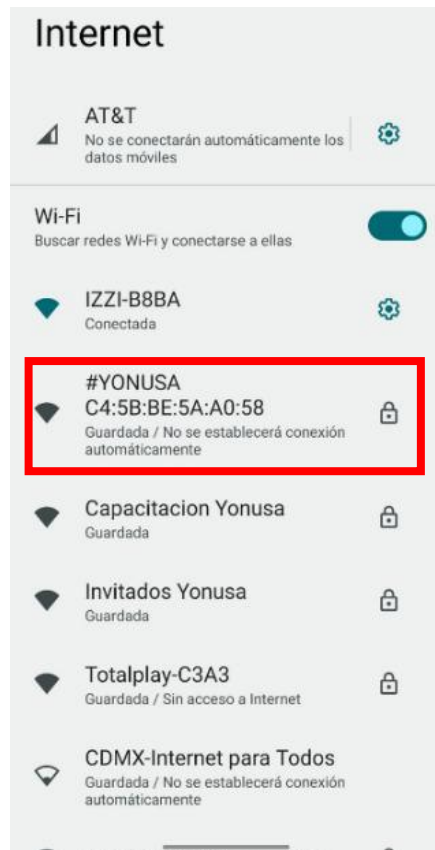 Internet
AT&T
No se conectarán automáticamente los
datos móviles
Wi-Fi
Buscar redes Wi-Fi y conectarse a ellas
IZZI-B8BA
Conectada
#YONUSA
C4:5B:BE:5A:A0:58
Guardada / No se establecerá conexión
automáticamente
Capacitacion Yonusa
Guardada
Invitados Yonusa
Guardada
Totalplay-C3A3
Guardada / Sin acceso a Internet
CDMX-Internet para Todos
Guardada / No se establecerá conexión
automáticamente